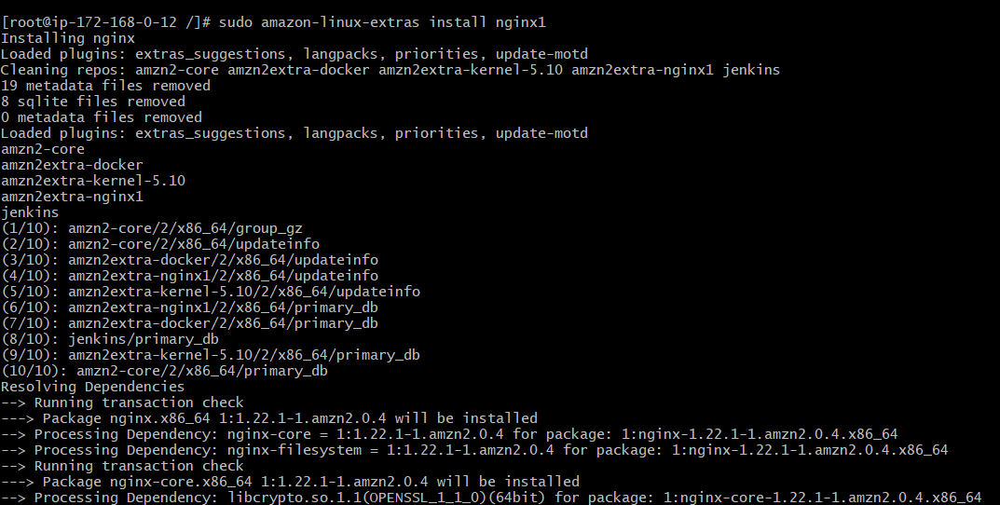 [root@ip-172-168-0-12 /]# sudo amazon-linux-extras install nginx1
Installing nginx
Loaded plugins: extras_suggestions, langpacks, priorities, update-motd
Cleaning repos: amzn2-core amzn2extra-docker amzn2extra-kernel-5.10 amzn2extra-nginx1 jenkins
19 metadata files removed
8 sqlite files removed
0 metadata files removed
Loaded plugins: extras_suggestions, langpacks, priorities, update-motd
amzn2-core
amzn2extra-docker
amzn2extra-kernel-5.10
amzn2extra-nginx1
jenkins
(1/10): amzn2-core/2/x86_64/group_gz
(2/10): amzn2-core/2/x86_64/updateinfo
(3/10): amzn2extra-docker/2/x86_64/updateinfo
(4/10): amzn2extra-nginx1/2/x86_64/updateinfo
(5/10): amzn2extra-kernel-5.10/2/x86_64/updateinfo
(6/10): amzn2extra-nginx1/2/x86_64/primary_db
(7/10): amzn2extra-docker/2/x86_64/primary_db
(8/10): jenkins/primary_db
(9/10): amzn2extra-kernel-5.10/2/x86_64/primary_db
(10/10): amzn2-core/2/x86_64/primary_db
Resolving Dependencies
--> Running transaction check
---> Package nginx.x86_64 1:1.22.1-1.amzn2.0.4 will be installed
--> Processing Dependency: nginx-core = 1:1.22.1-1.amzn2.0.4 for package: 1:nginx-1.22.1-1.amzn2.0.4.x86_64
--> Processing Dependency: nginx-filesystem = 1:1.22.1-1.amzn2.0.4 for package: 1:nginx-1.22.1-1.amzn2.0.4.x86_64
--> Running transaction check
---> Package nginx-core.x86_64 1:1.22.1-1.amzn2.0.4 will be installed
--> Processing Dependency: libcrypto.so.1.1(OPENSSL_1_1_0)(64bit) for package: 1:nginx-core-1.22.1-1.amzn2.0.4.x86_64